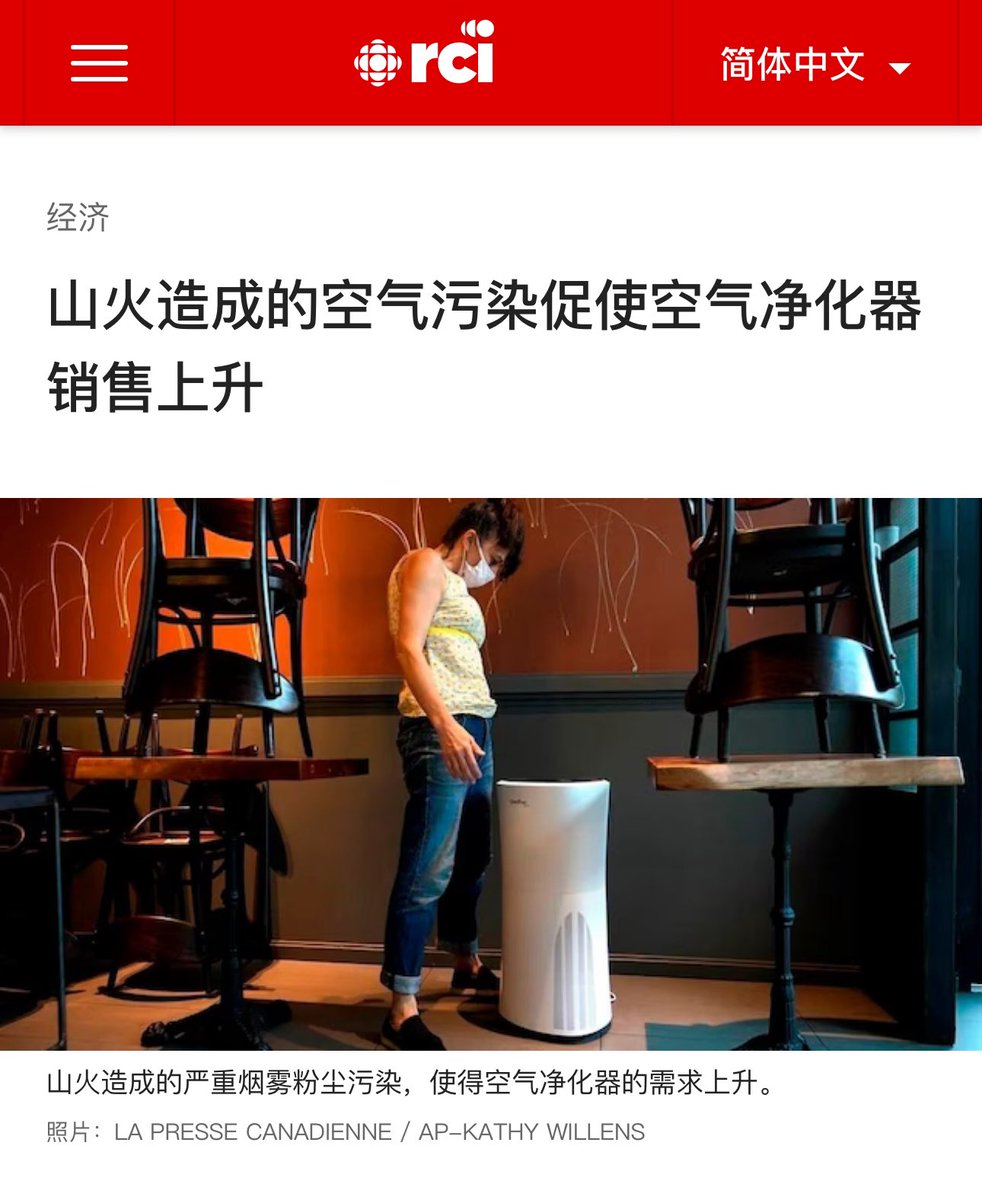 rci
简体中文
经济
山火造成的空气污染促使空气净化器
销售上升
山火造成的严重烟雾粉尘污染，使得空气净化器的需求上升。
照片：LA PRESSE CANADIENNE / AP-KATHY WILLENS